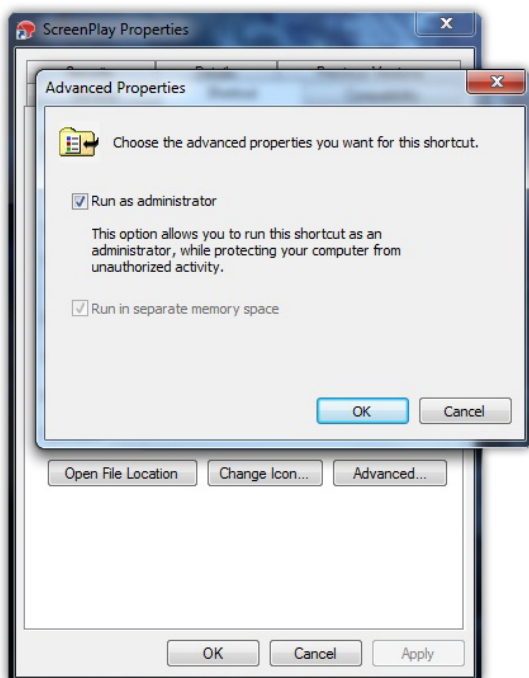 ScreenPlay Properties
Advanced Properties
Choose the advanced properties you want for this shortcut.
Run as administrator
This option allows you to run this shortcut as an
administrator, while protecting your computer from
unauthorized activity.
Run in separate memory space
OK Cancel
Open File Location Change Icon... Advanced...
OK Cancel Apply